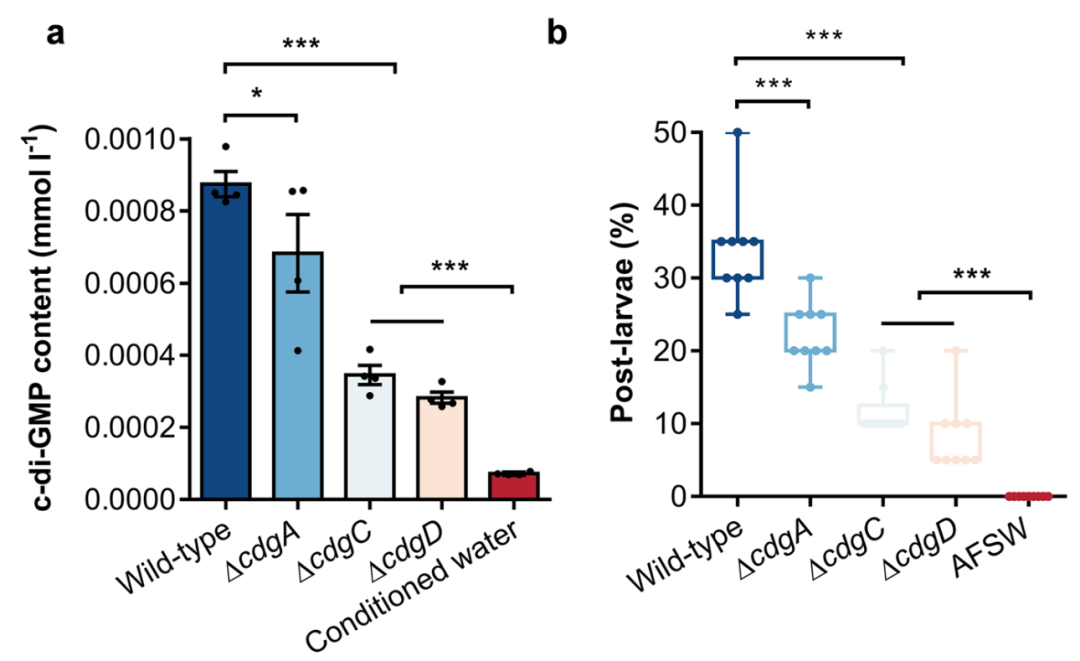 a
***
*
***
c-di-GMP content (mmol l-1)
0.0010
0.0008
0.0006
0.0004
0.0002
0.0000
Wild-type
ΔcdgA
ΔcdgC
ΔcdgD
Conditioned water
b
***
***
***
Post-larvae (%)
50
40
30
20
10
0
Wild-type
ΔcdgA
ΔcdgC
ΔcdgD
AFSW